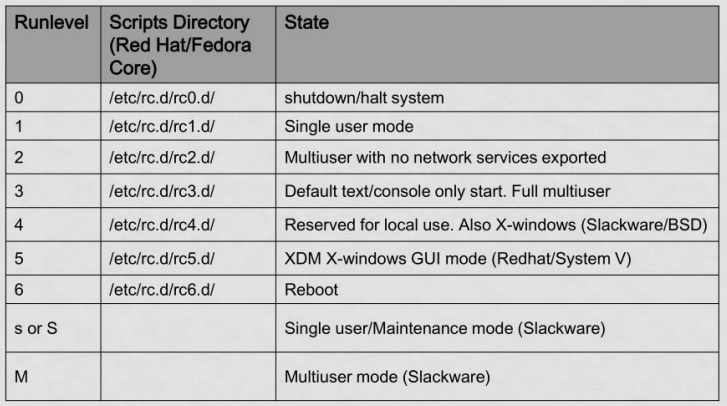 Runlevel Scripts Directory State
(Red Hat/Fedora
Core)
0 /etc/rc.d/rc0.d/ shutdown/halt system
1 /etc/rc.d/rc1.d/ Single user mode
2 /etc/rc.d/rc2.d/ Multiuser with no network services exported
3 /etc/rc.d/rc3.d/ Default text/console only start. Full multiuser
4 /etc/rc.d/rc4.d/ Reserved for local use. Also X-windows (Slackware/BSD)
5 /etc/rc.d/rc5.d/ XDM X-windows GUI mode (Redhat/System V)
6 /etc/rc.d/rc6.d/ Reboot
s or S Single user/Maintenance mode (Slackware)
M Multiuser mode (Slackware)